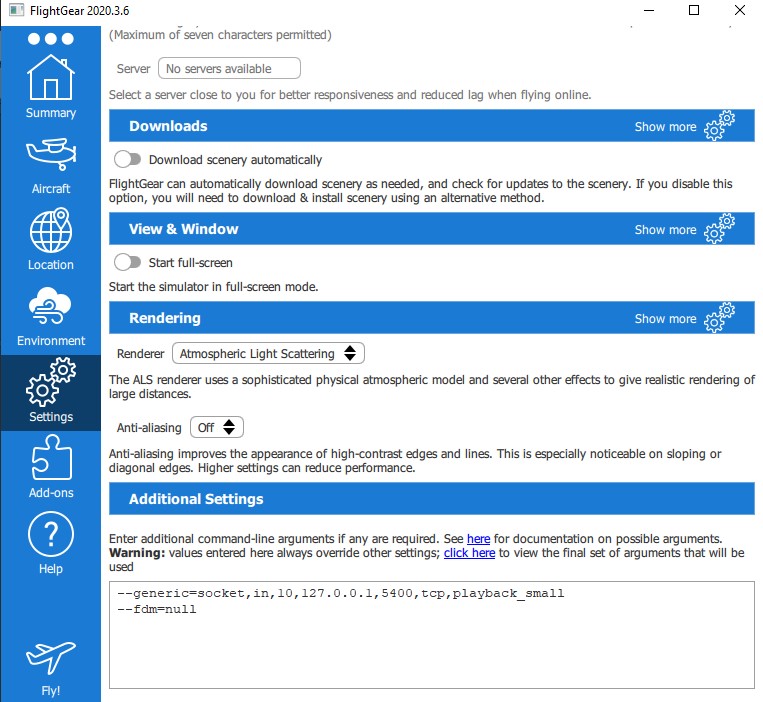 FlightGear 2020.3.6
(Maximum of seven characters permitted)
Server No servers available
Select a server close to you for better responsiveness and reduced lag when flying online.
Downloads Show more
Download scenery automatically
FlightGear can automatically download scenery as needed, and check for updates to the scenery. If you disable this
option, you will need to download & install scenery using an alternative method.
View & Window Show more
Start full-screen
Start the simulator in full-screen mode.
Rendering Show more
Renderer Atmospheric Light Scattering
The ALS renderer uses a sophisticated physical atmospheric model and several other effects to give realistic rendering of
large distances.
Anti-aliasing Off
Anti-aliasing improves the appearance of high-contrast edges and lines. This is especially noticeable on sloping or
diagonal edges. Higher settings can reduce performance.
Additional Settings
Enter additional command-line arguments if any are required. See here for documentation on possible arguments.
Warning: values entered here always override other settings; click here to view the final set of arguments that will be
used
--generic=socket,in,10,127.0.0.1,5400,tcp,playback_small
--fdm=null
Summary
Aircraft
Location
Environment
Settings
Add-ons
Help
Fly!